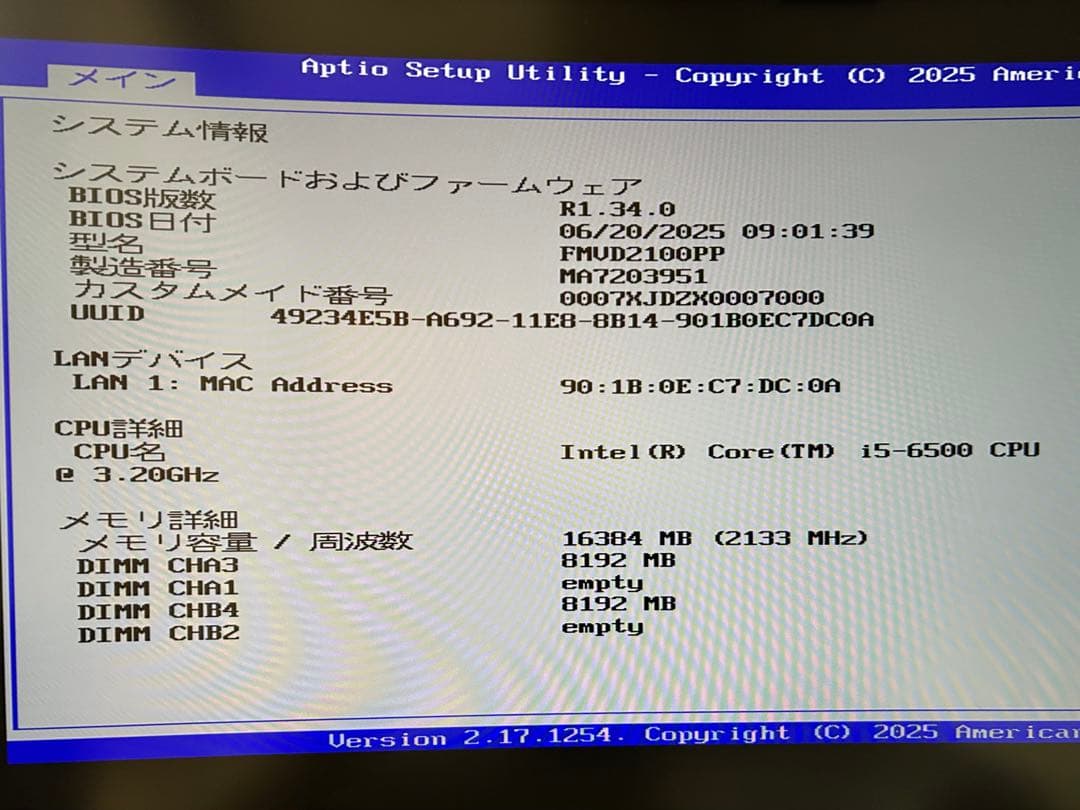 Aptio Setup Utility - Copyright (C) 2025 Ameri
メイン
システム情報
システムボードおよびファームウェア
BIOS版数 R1.34.0
BIOS日付 06/20/2025 09:01:39
型名 FMVD2100PP
製造番号 MA7203951
カスタムメイド番号 0007XJDZX0007000
UUID 49234E5B-A692-11E8-8B14-901B0EC7DC0A
LANデバイス
LAN 1: MAC Address 90:1B:0E:C7:DC:0A
CPU詳細
CPU名 Intel(R) Core(TM) i5-6500 CPU
@ 3.20GHz
メモリ詳細
メモリ容量 / 周波数 16384 MB (2133 MHz)
DIMM CHA3 8192 MB
DIMM CHA1 empty
DIMM CHB4 8192 MB
DIMM CHB2 empty
Version 2.17.1254. Copyright (C) 2025 American